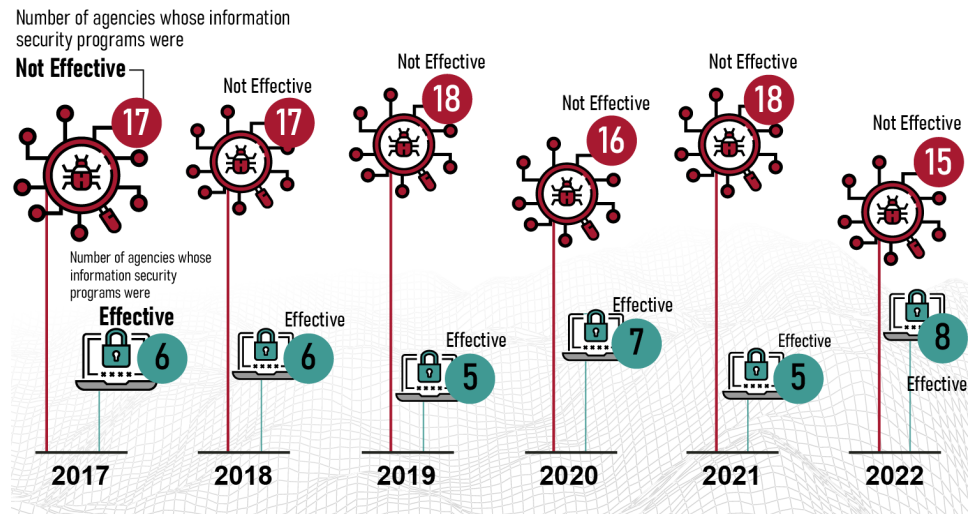 Number of agencies whose information
security programs were
Not Effective
17
Not Effective
17
Not Effective
18
Not Effective
16
Not Effective
18
Not Effective
15
Number of agencies whose
information security
programs were
Effective
6
Effective
6
Effective
5
Effective
7
Effective
5
8
Effective
2017
2018
2019
2020
2021
2022